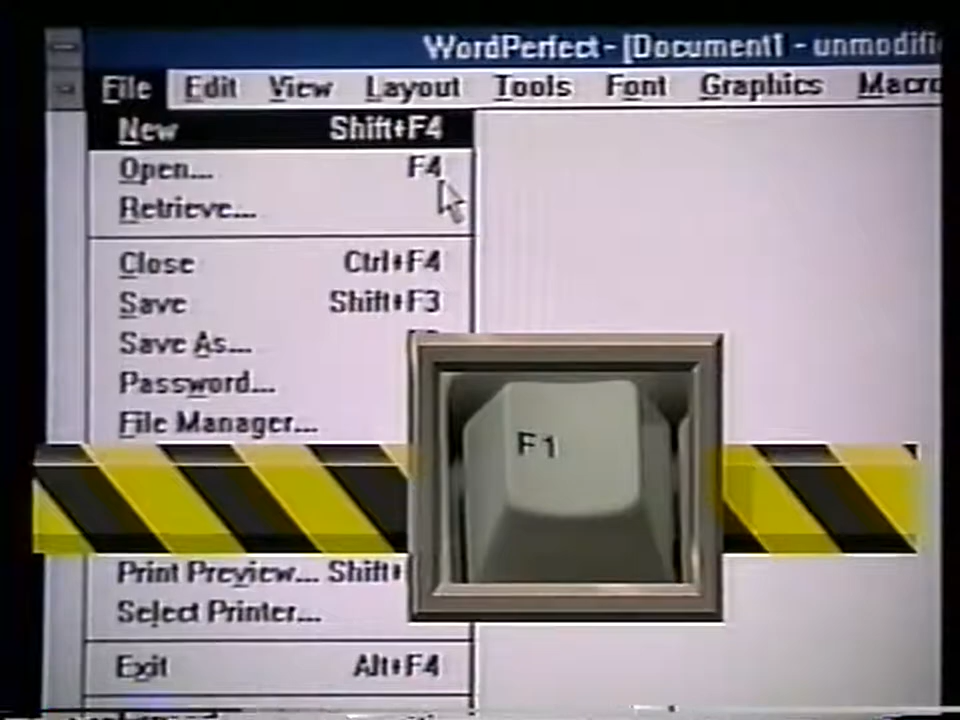 WordPerfect - [Document1 - unmodifi
File Edit View Layout Tools Font Graphics Macro
New Shift+F4
Open... F4
Retrieve...
Close Ctrl+F4
Save Shift+F3
Save As...
Password...
File Manager...
F1
Print Preview... Shift+
Select Printer...
Exit Alt+F4